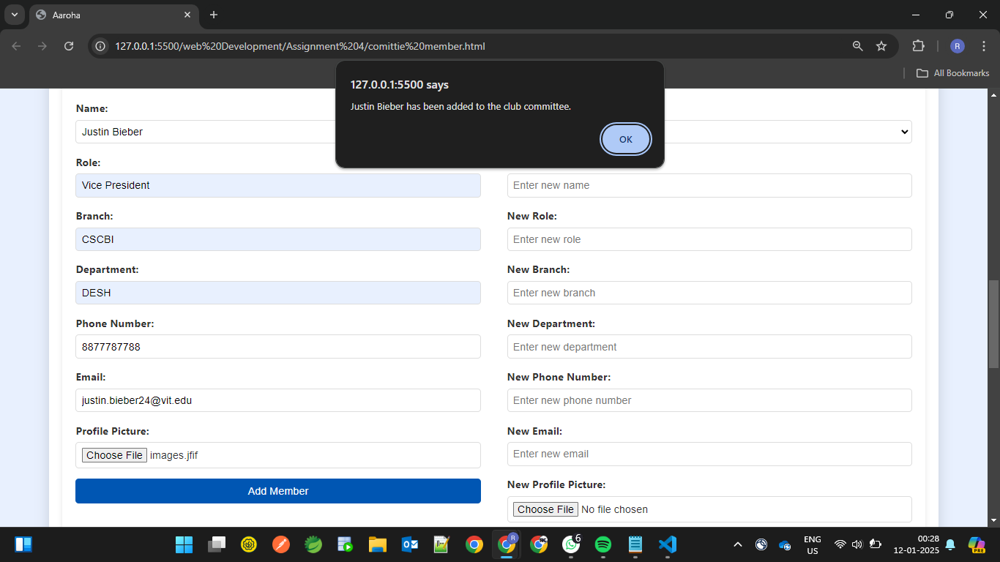 Aaroha
127.0.0.1:5500/web%20Development/Assignment%204/comittie%20member.html
R
All Bookmarks
127.0.0.1:5500 says
Justin Bieber has been added to the club committee.
OK
Name:
Justin Bieber
Role:
Vice President
Branch:
CSCBI
Department:
DESH
Phone Number:
8877787788
Email:
justin.bieber24@vit.edu
Profile Picture:
Choose File images.jfif
Add Member
Enter new name
New Role:
Enter new role
New Branch:
Enter new branch
New Department:
Enter new department
New Phone Number:
Enter new phone number
New Email:
Enter new email
New Profile Picture:
Choose File No file chosen
R
6
ENG
US
00:28
12-01-2025
PRE